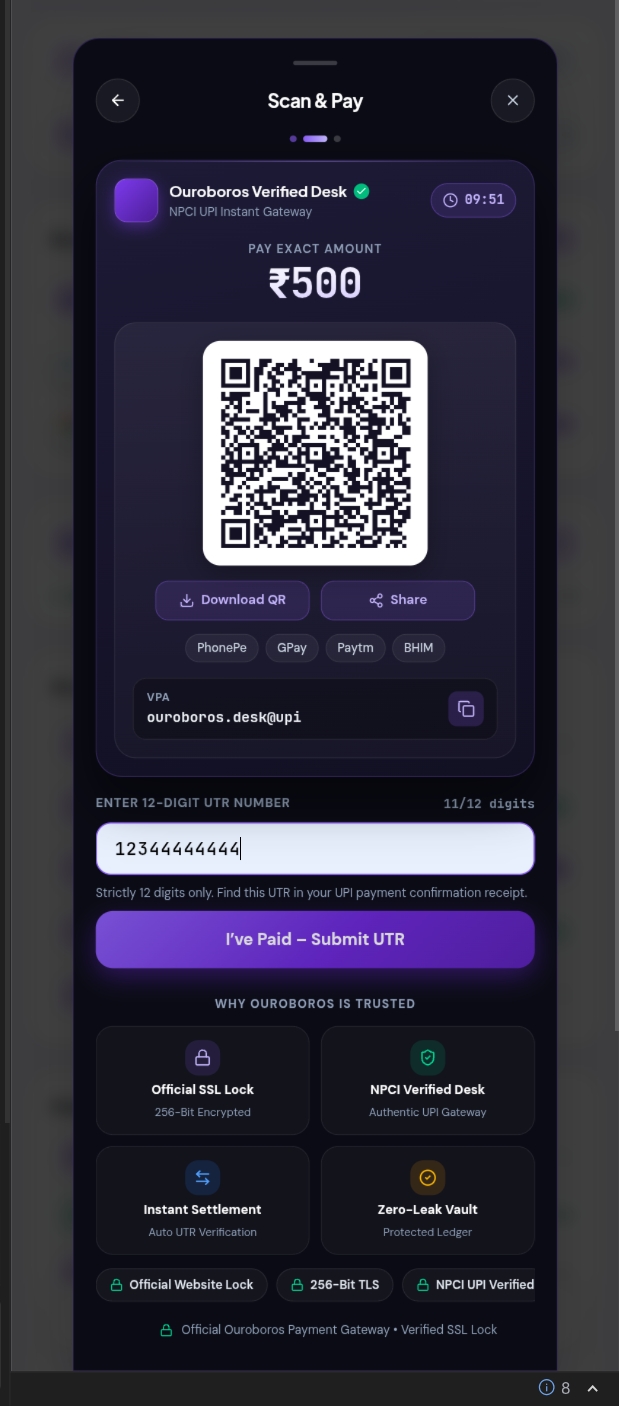 Scan & Pay
Ouroboros Verified Desk
NPCI UPI Instant Gateway
09:51
PAY EXACT AMOUNT
₹500
Download QR
Share
PhonePe
GPay
Paytm
BHIM
VPA
ouroboros.desk@upi
ENTER 12-DIGIT UTR NUMBER
11/12 digits
12344444444
Strictly 12 digits only. Find this UTR in your UPI payment confirmation receipt.
I've Paid – Submit UTR
WHY OUROBOROS IS TRUSTED
Official SSL Lock
256-Bit Encrypted
NPCI Verified Desk
Authentic UPI Gateway
Instant Settlement
Auto UTR Verification
Zero-Leak Vault
Protected Ledger
Official Website Lock
256-Bit TLS
NPCI UPI Verified
Official Ouroboros Payment Gateway • Verified SSL Lock
8